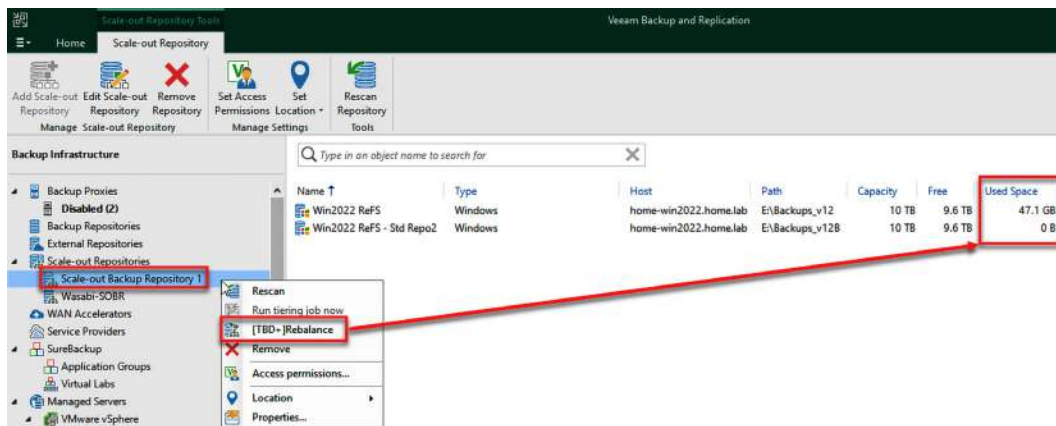 Scale-out Repository Tools
Veeam Backup and Replication
Home Scale-out Repository
Add Scale-out Repository
Edit Scale-out Repository
Remove Repository
Set Access Permissions
Set Location
Rescan Repository
Manage Scale-out Repository
Manage Settings
Tools
Backup Infrastructure
Type in an object name to search for
Backup Proxies
Disabled (2)
Backup Repositories
External Repositories
Scale-out Repositories
Scale-out Backup Repository 1
Wasabi-SOBR
WAN Accelerators
Service Providers
SureBackup
Application Groups
Virtual Labs
Managed Servers
VMware vSphere
Rescan
Run tiering job now
[TBD+]Rebalance
Remove
Access permissions...
Location
Properties...
Name Type Host Path Capacity Free Used Space
Win2022 ReFS Windows home-win2022.home.lab E:\Backups_v12 10 TB 9.6 TB 47.1 GB
Win2022 ReFS - Std Repo2 Windows home-win2022.home.lab E:\Backups_v12B 10 TB 9.6 TB 0 B